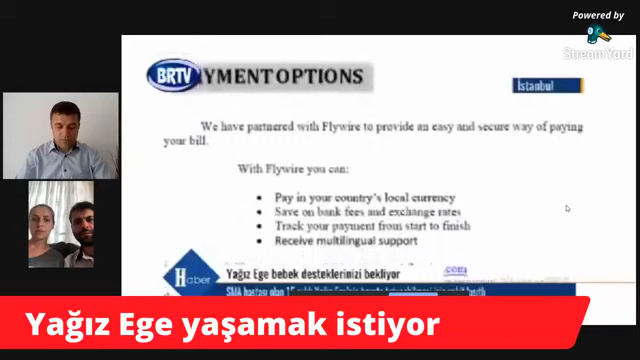 Powered by
StreamYard
BRTV
YMENT OPTIONS
İstanbul
We have partnered with Flywire to provide an easy and secure way of paying
your bill.
With Flywire you can:
• Pay in your country's local currency
• Save on bank fees and exchange rates
• Track your payment from start to finish
• Receive multilingual support
.com
Haber
Yağız Ege bebek desteklerinizi bekliyor
SMA hastası olan
Yağız Ege yaşamak istiyor